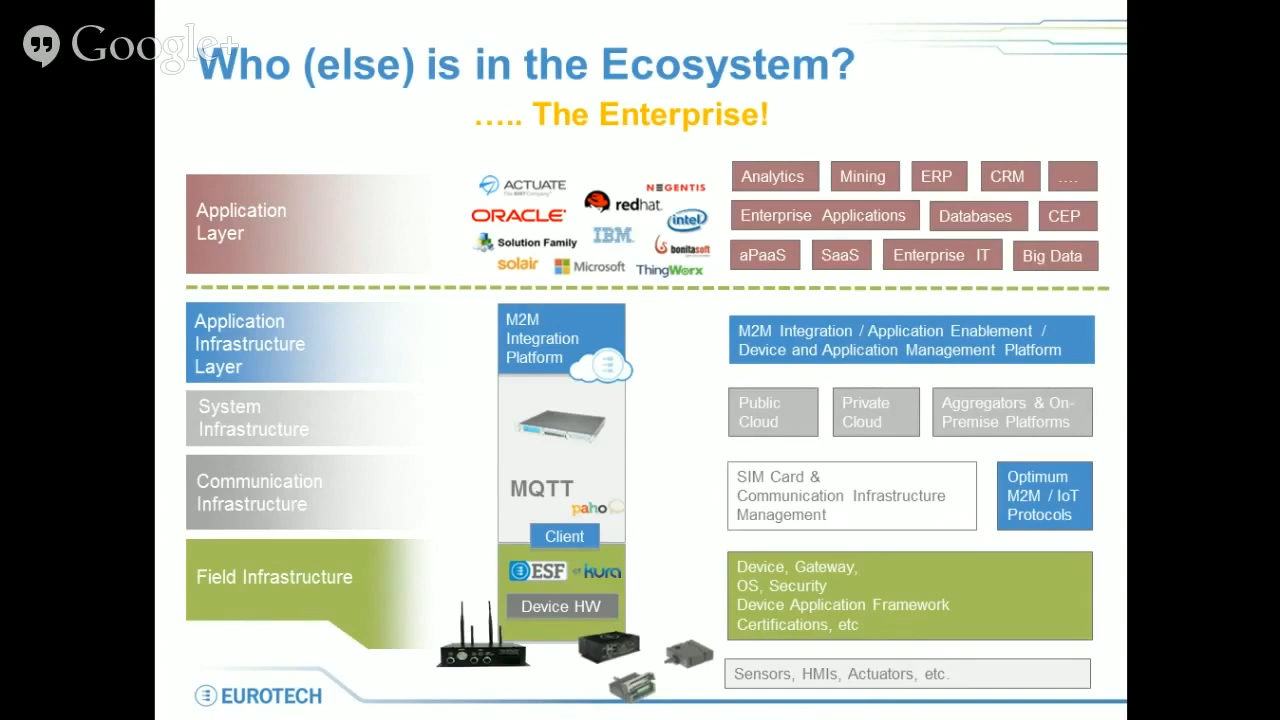 Google+
Who (else) is in the Ecosystem?
….. The Enterprise!
Application
Layer
ACTUATE
The BIRT Company
NEGENTIS
redhat.
ORACLE
intel
Solution Family
IBM
bonitasoft
solair
Microsoft
ThingWorx
Analytics
Mining
ERP
CRM
....
Enterprise Applications
Databases
CEP
aPaaS
SaaS
Enterprise IT
Big Data
Application
Infrastructure
Layer
M2M
Integration
Platform
M2M Integration / Application Enablement /
Device and Application Management Platform
System
Infrastructure
Public
Cloud
Private
Cloud
Aggregators & On-
Premise Platforms
Communication
Infrastructure
MQTT
paho
Client
SIM Card &
Communication Infrastructure
Management
Optimum
M2M / IoT
Protocols
Field Infrastructure
ESF
kura
Device HW
Device, Gateway,
OS, Security
Device Application Framework
Certifications, etc
Sensors, HMIs, Actuators, etc.
EUROTECH